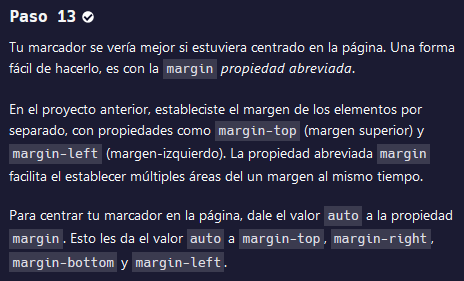 Paso 13
Tu marcador se vería mejor si estuviera centrado en la página. Una forma
fácil de hacerlo, es con la margin propiedad abreviada.
En el proyecto anterior, estableciste el margen de los elementos por
separado, con propiedades como margin-top (margen superior) y
margin-left (margen-izquierdo). La propiedad abreviada margin
facilita el establecer múltiples áreas del un margen al mismo tiempo.
Para centrar tu marcador en la página, dale el valor auto a la propiedad
margin. Esto les da el valor auto a margin-top, margin-right,
margin-bottom y margin-left.